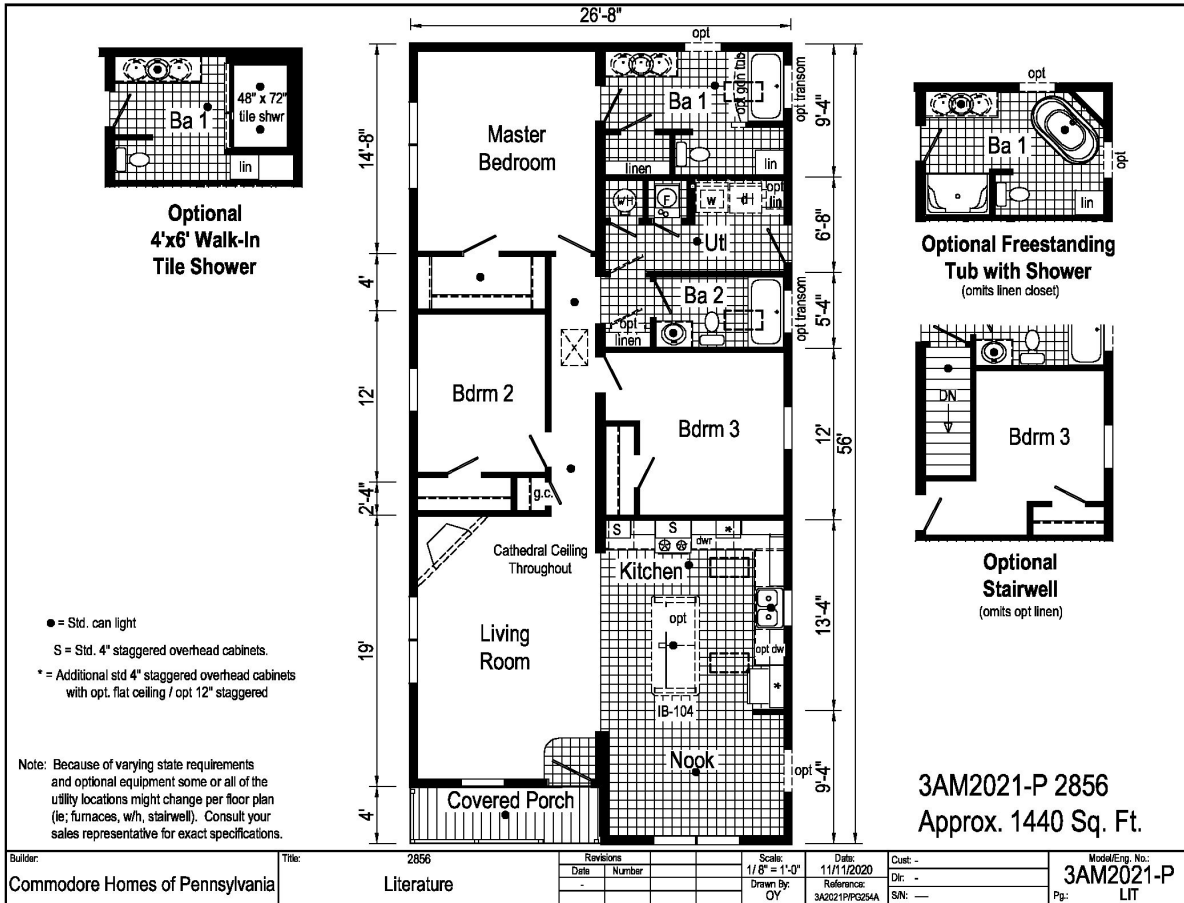 26'-8"
opt
48" x 72"
tile shwr
Ba 1
lin
Optional
4'x6' Walk-In
Tile Shower
Master
Bedroom
14'-8"
Ba 1
opt gdn tub
opt transom
9'-4"
linen
lin
WH
F
w
d
opt
lin
Utl
6'-8"
4'
Ba 2
opt transom
5'-4"
opt
linen
x
opt
Ba 1
opt
lin
Optional Freestanding
Tub with Shower
(omits linen closet)
DN
Bdrm 3
Optional
Stairwell
(omits opt linen)
12'
Bdrm 2
Bdrm 3
12'
56'
2'-4"
g.c.
Cathedral Ceiling
Throughout
S
S
*
dwr
Kitchen
opt
opt dw
*
IB-104
13'-4"
Living
Room
19'
Nook
opt
9'-4"
Covered Porch
4'
● = Std. can light
S = Std. 4" staggered overhead cabinets.
* = Additional std 4" staggered overhead cabinets
with opt. flat ceiling / opt 12" staggered
Note: Because of varying state requirements
and optional equipment some or all of the
utility locations might change per floor plan
(ie; furnaces, w/h, stairwell). Consult your
sales representative for exact specifications.
3AM2021-P 2856
Approx. 1440 Sq. Ft.
Builder:
Commodore Homes of Pennsylvania
Title:
2856
Literature
Revisions
Date Number
-
Scale:
1/8" = 1'-0"
Drawn By:
OY
Date:
11/11/2020
Reference:
3A2021P/PG254A
Cust: -
Dir: -
S/N: —
Model/Eng. No.:
3AM2021-P
Pg.: LIT